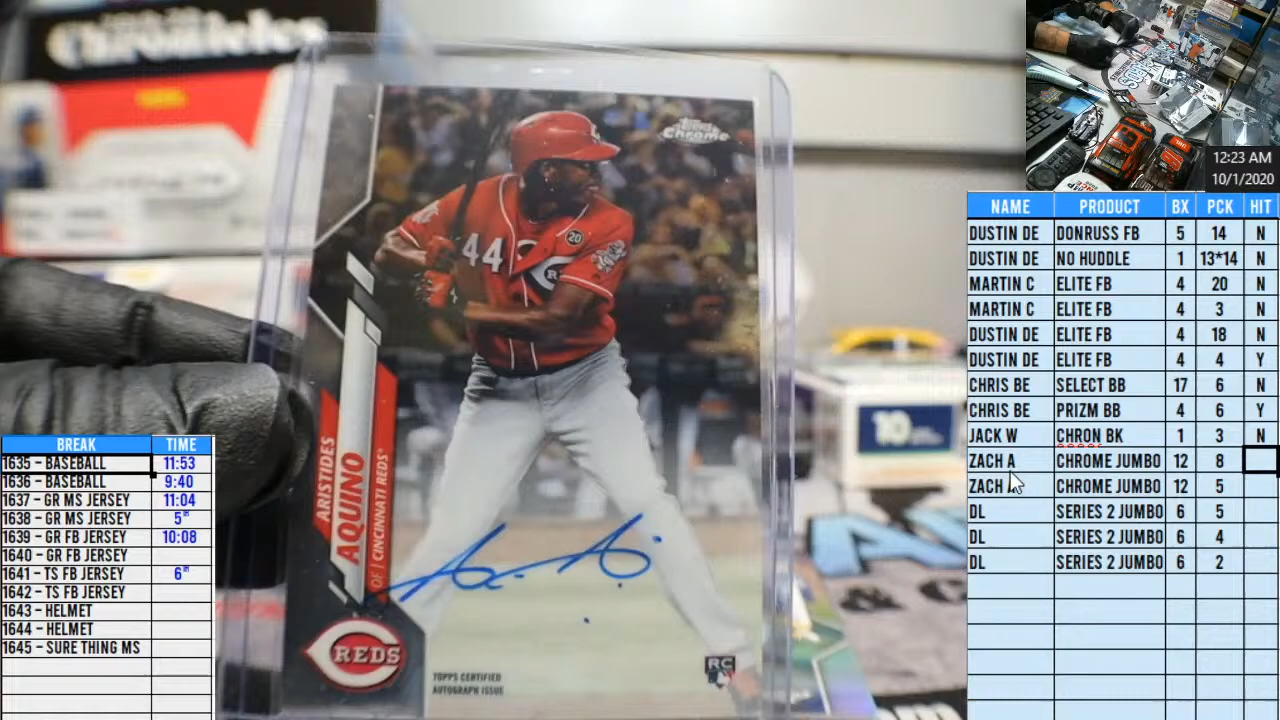 Chronicles
Topps
Chrome
44
20
ARISTIDES
AQUINO
OF | CINCINNATI REDS®
REDS
TOPPS CERTIFIED
AUTOGRAPH ISSUE
RC
10
12:23 AM
10/1/2020
BREAK TIME
1635 - BASEBALL 11:53
1636 - BASEBALL 9:40
1637 - GR MS JERSEY 11:04
1638 - GR MS JERSEY 5TH
1639 - GR FB JERSEY 10:08
1640 - GR FB JERSEY
1641 - TS FB JERSEY 6TH
1642 - TS FB JERSEY
1643 - HELMET
1644 - HELMET
1645 - SURE THING MS
NAME PRODUCT BX PCK HIT
DUSTIN DE DONRUSS FB 5 14 N
DUSTIN DE NO HUDDLE 1 13*14 N
MARTIN C ELITE FB 4 20 N
MARTIN C ELITE FB 4 3 N
DUSTIN DE ELITE FB 4 18 N
DUSTIN DE ELITE FB 4 4 Y
CHRIS BE SELECT BB 17 6 N
CHRIS BE PRIZM BB 4 6 Y
JACK W CHRON BK 1 3 N
ZACH A CHROME JUMBO 12 8
ZACH CHROME JUMBO 12 5
DL SERIES 2 JUMBO 6 5
DL SERIES 2 JUMBO 6 4
DL SERIES 2 JUMBO 6 2